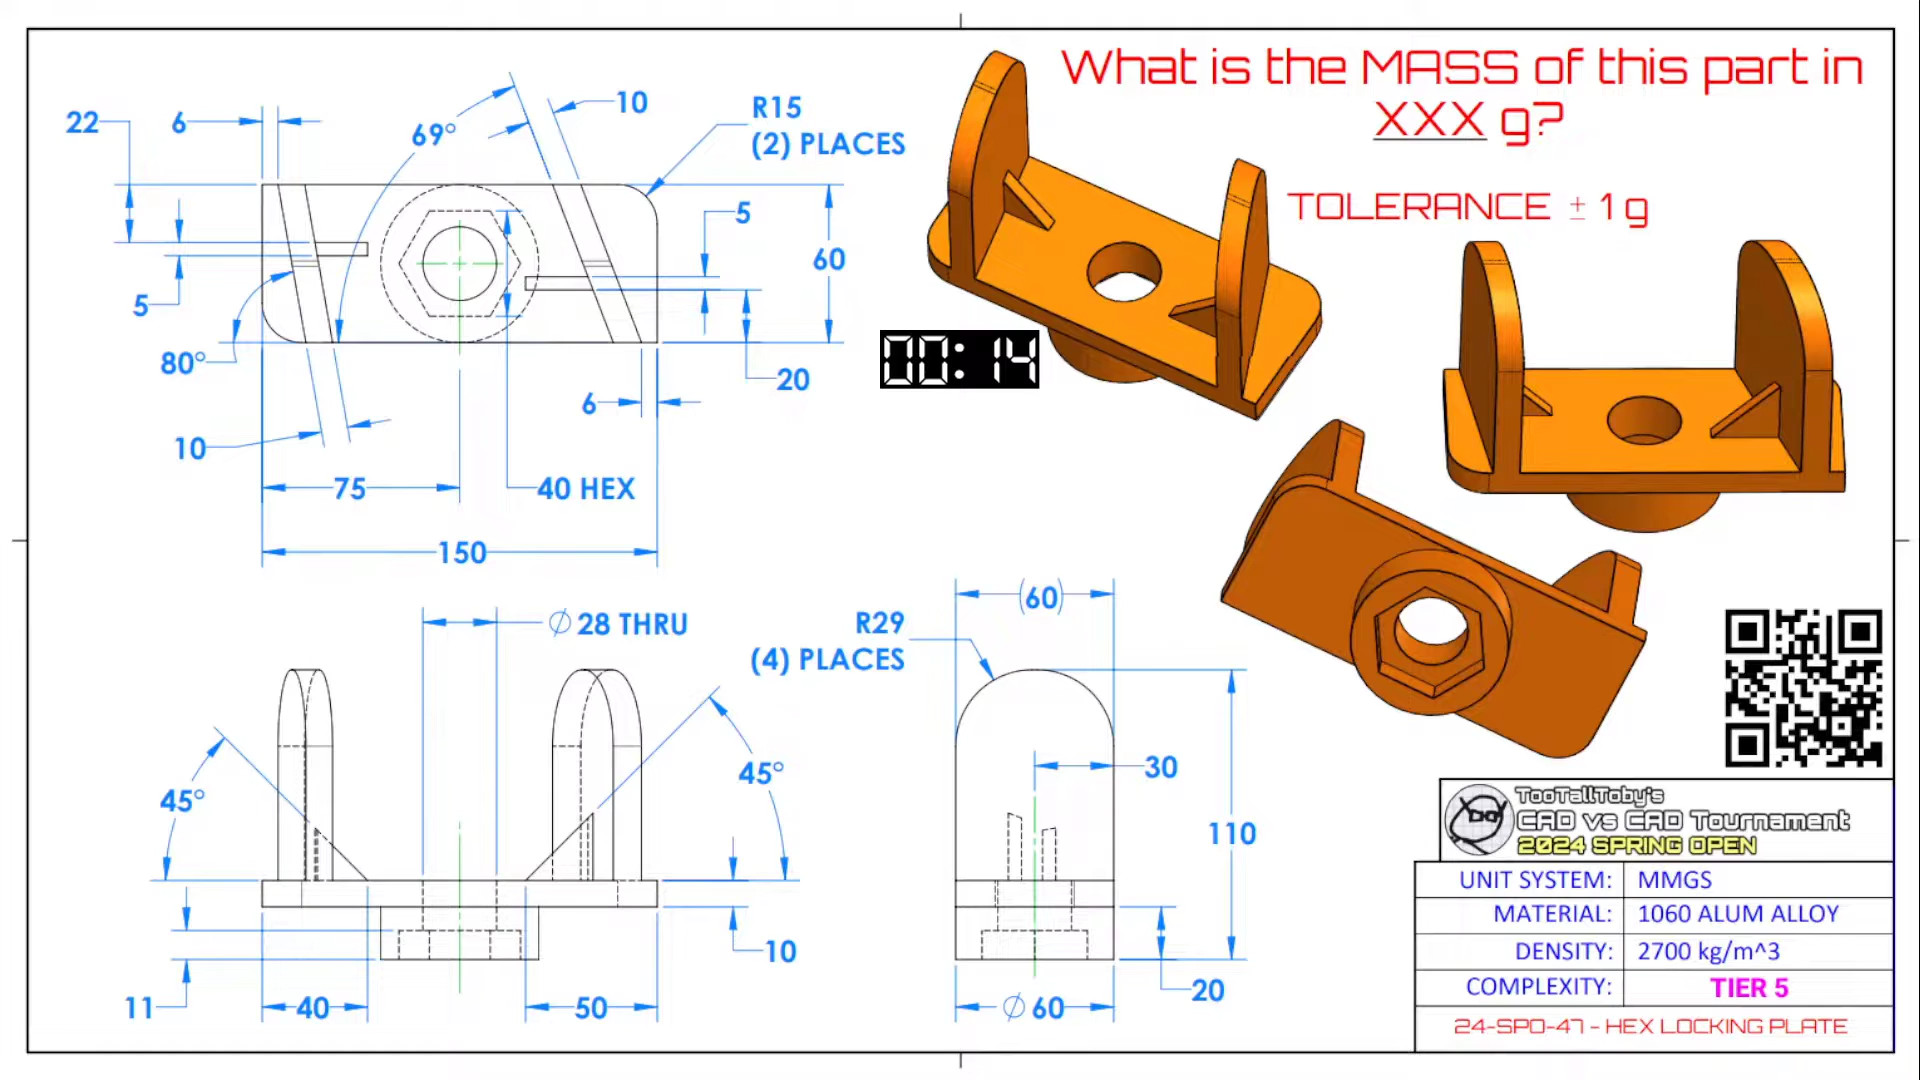 What is the MASS of this part in
XXX g?
TOLERANCE ± 1 g
22
6
69°
10
R15
(2) PLACES
5
60
5
80°
20
6
10
75
40 HEX
150
00:14
∅ 28 THRU
R29
(4) PLACES
(60)
45°
45°
30
110
10
11
40
50
∅ 60
20
TooTallToby's
CAD vs CAD Tournament
2024 SPRING OPEN
UNIT SYSTEM: MMGS
MATERIAL: 1060 ALUM ALLOY
DENSITY: 2700 kg/m^3
COMPLEXITY: TIER 5
24-SPO-47 - HEX LOCKING PLATE